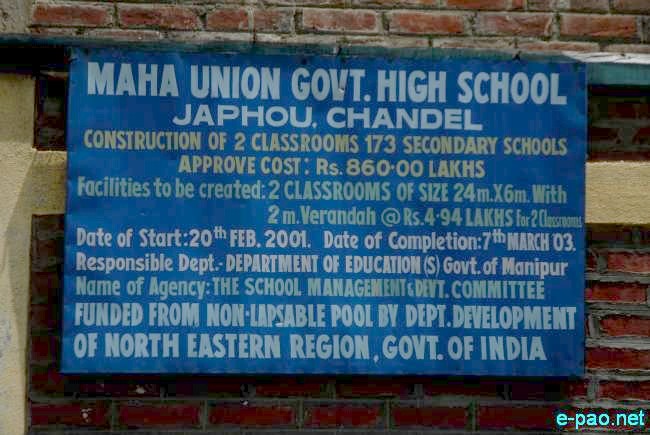 MAHA UNION GOVT. HIGH SCHOOL
JAPHOU, CHANDEL
CONSTRUCTION OF 2 CLASSROOMS 173 SECONDARY SCHOOLS
APPROVE COST: Rs. 860.00 LAKHS
Facilities to be created: 2 CLASSROOMS OF SIZE 24m.X6m. With
2 m. Verandah @ Rs. 4.94 LAKHS For 2 Classrooms
Date of Start: 20th FEB. 2001. Date of Completion: 7th MARCH 03.
Responsible Dept.- DEPARTMENT OF EDUCATION (S) Govt. of Manipur
Name of Agency: THE SCHOOL MANAGEMENT & DEVT. COMMITTEE
FUNDED FROM NON-LAPSABLE POOL BY DEPT. DEVELOPMENT
OF NORTH EASTERN REGION, GOVT. OF INDIA
e-pao.net